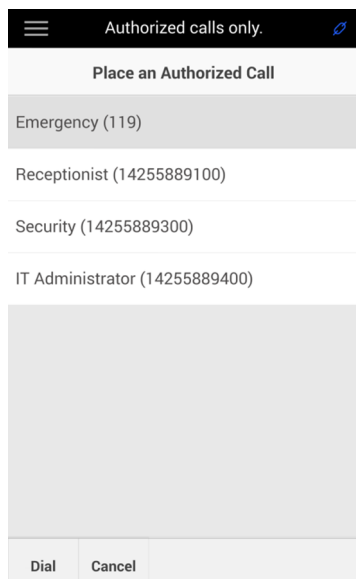 Authorized calls only.
Place an Authorized Call
Emergency (119)
Receptionist (14255889100)
Security (14255889300)
IT Administrator (14255889400)
Dial Cancel